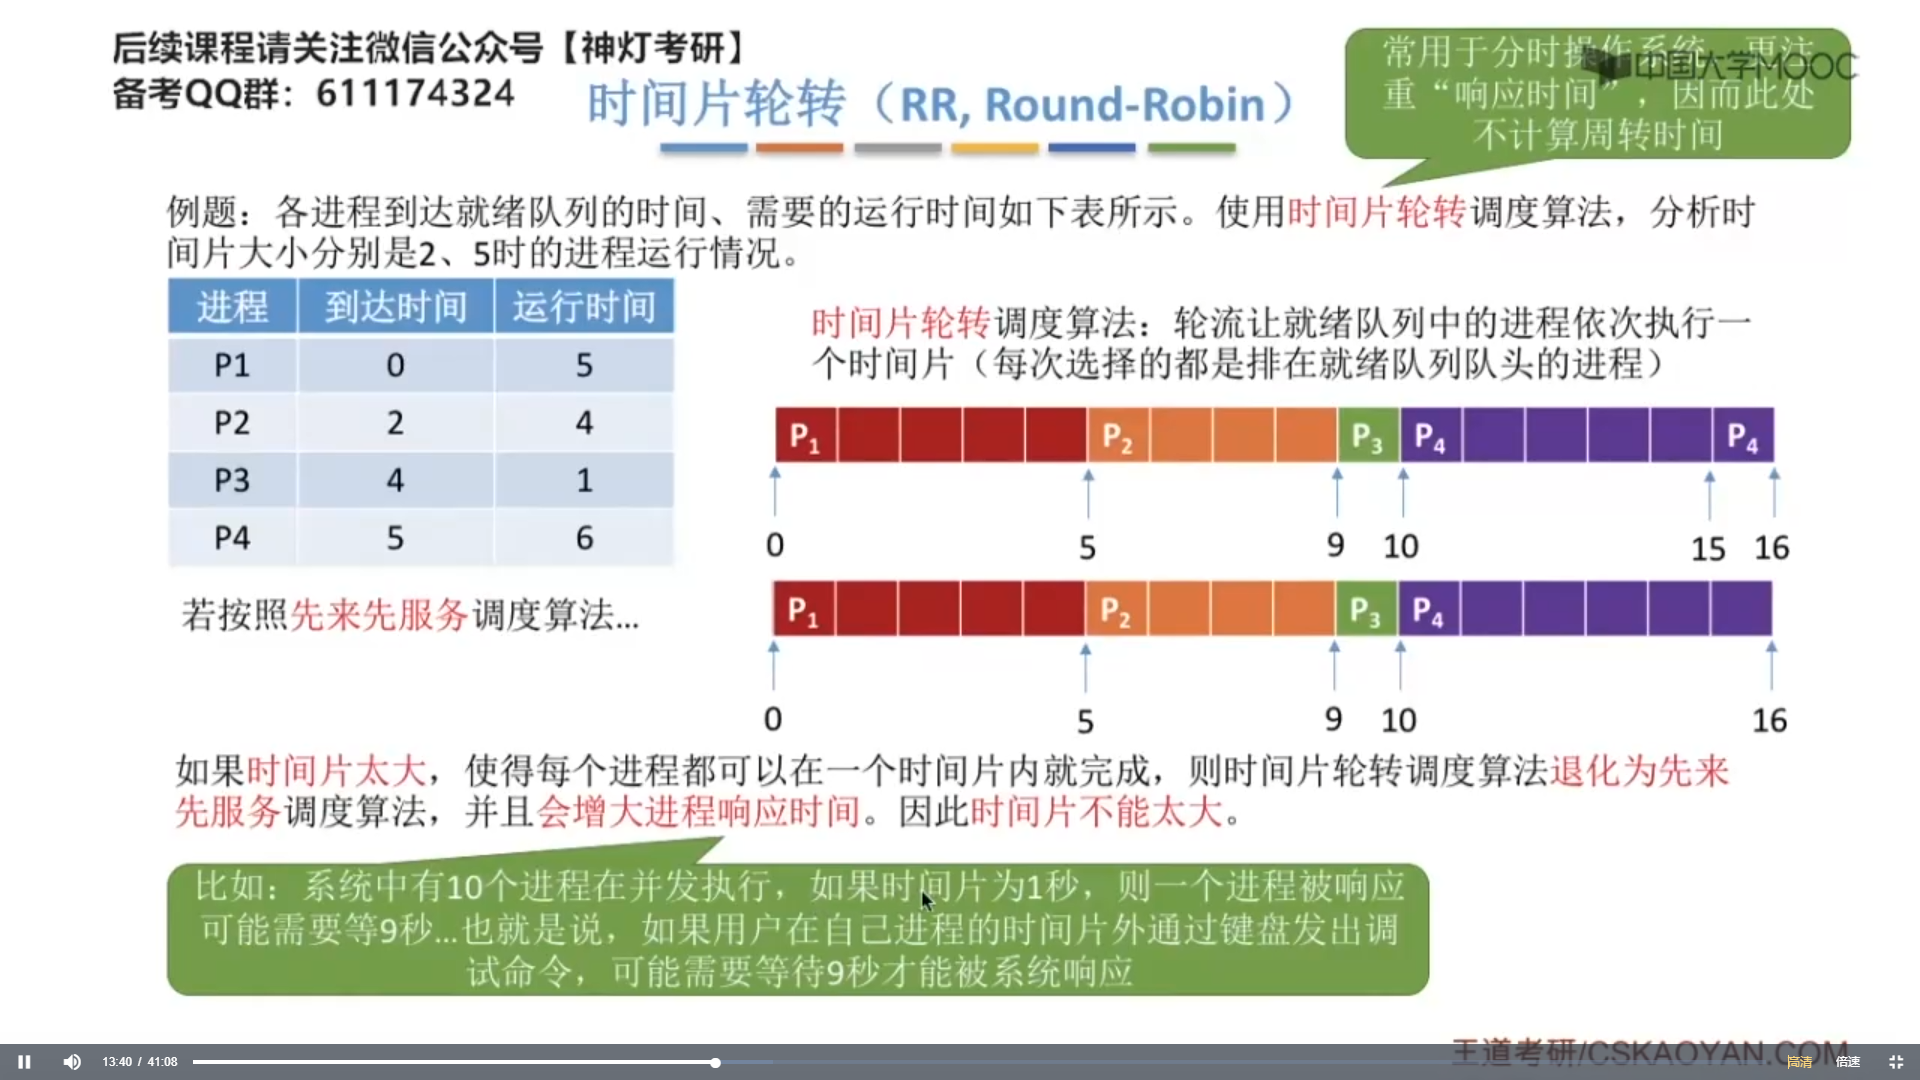 后续课程请关注微信公众号【神灯考研】
备考QQ群：611174324
时间片轮转（RR, Round-Robin）
常用于分时操作系统，更注
重“响应时间”，因而此处
不计算周转时间
中国大学MOOC
例题：各进程到达就绪队列的时间、需要的运行时间如下表所示。使用时间片轮转调度算法，分析时
间片大小分别是2、5时的进程运行情况。
进程 到达时间 运行时间
P1 0 5
P2 2 4
P3 4 1
P4 5 6
时间片轮转调度算法：轮流让就绪队列中的进程依次执行一
个时间片（每次选择的都是排在就绪队列队头的进程）
P1 P2 P3 P4 P4
0 5 9 10 15 16
若按照先来先服务调度算法...
P1 P2 P3 P4
0 5 9 10 16
如果时间片太大，使得每个进程都可以在一个时间片内就完成，则时间片轮转调度算法退化为先来
先服务调度算法，并且会增大进程响应时间。因此时间片不能太大。
比如：系统中有10个进程在并发执行，如果时间片为1秒，则一个进程被响应
可能需要等9秒...也就是说，如果用户在自己进程的时间片外通过键盘发出调
试命令，可能需要等待9秒才能被系统响应
王道考研/CSKAOYAN.COM
13:40 / 41:08 高清 倍速